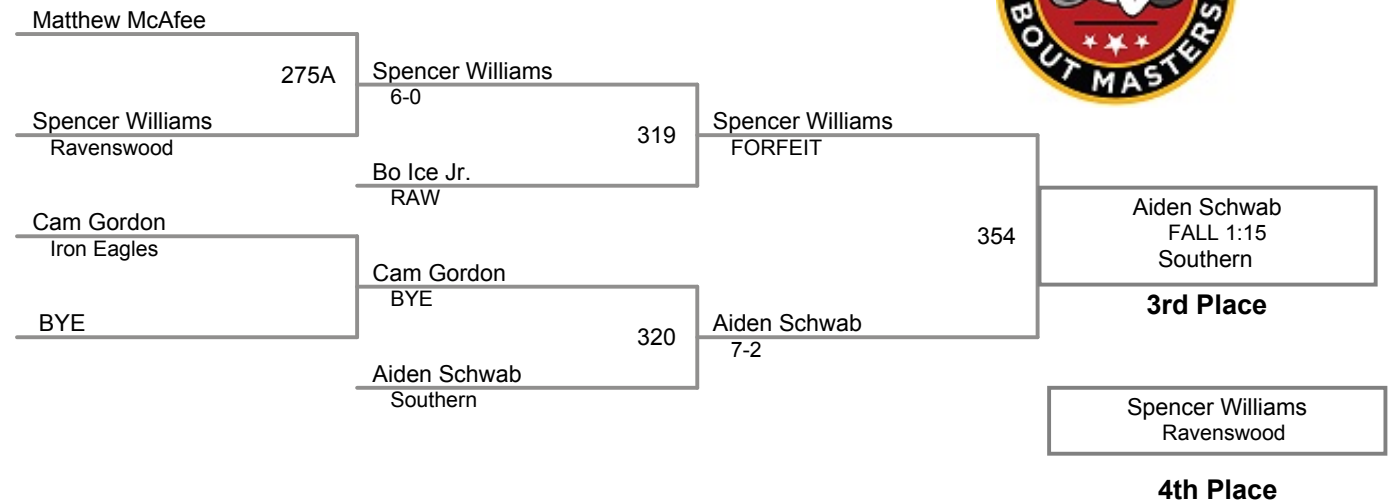 Matthew McAfee
275A
Spencer Williams
6-0
Spencer Williams
Ravenswood
319
Spencer Williams
FORFEIT
Bo Ice Jr.
RAW
Cam Gordon
Iron Eagles
354
Aiden Schwab
FALL 1:15
Southern
3rd Place
Cam Gordon
BYE
BYE
320
Aiden Schwab
7-2
Aiden Schwab
Southern
Spencer Williams
Ravenswood
4th Place
BOUT MASTERS